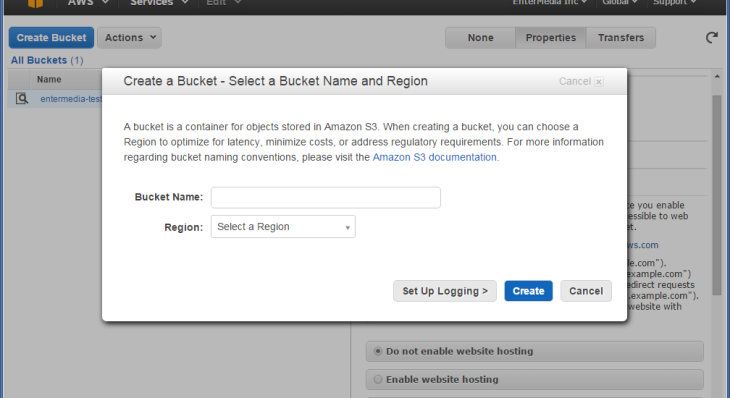 AWS Services Edit EnterMedia Inc Global Support
Create Bucket Actions None Properties Transfers
All Buckets (1)
Name
entermedia-test
Create a Bucket - Select a Bucket Name and Region Cancel x
A bucket is a container for objects stored in Amazon S3. When creating a bucket, you can choose a
Region to optimize for latency, minimize costs, or address regulatory requirements. For more information
regarding bucket naming conventions, please visit the Amazon S3 documentation.
Bucket Name:
Region: Select a Region
Set Up Logging > Create Cancel
e you enable
essible to web
et.
ws.com
le.com").
example.com")
edirect requests
.example.com").
website with
Do not enable website hosting
Enable website hosting